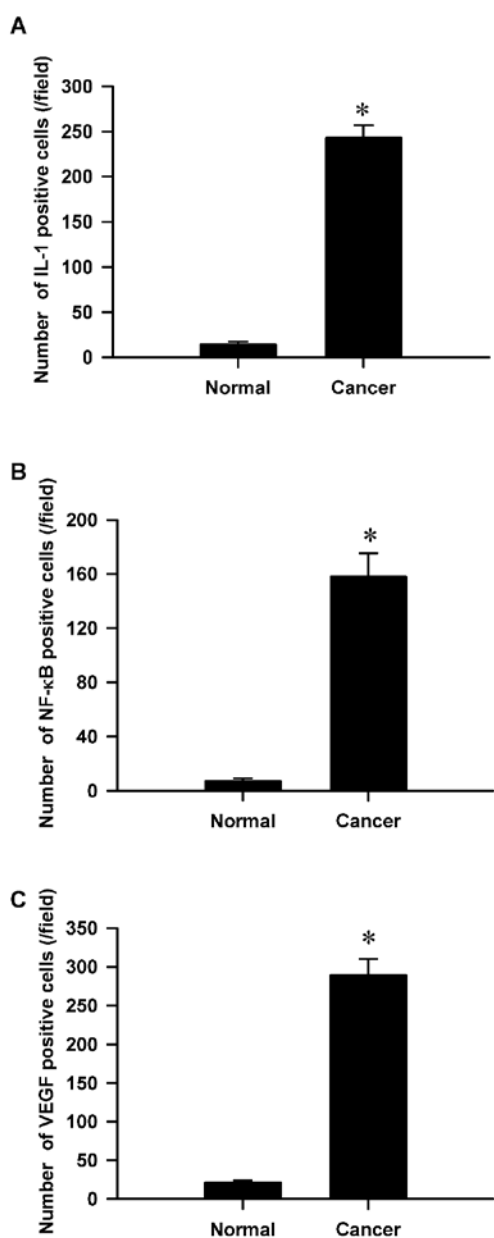 A
Number of IL-1 positive cells (/field)
300
250
200
150
100
50
0
*
Normal Cancer
B
Number of NF-κB positive cells (/field)
200
160
120
80
40
0
*
Normal Cancer
C
Number of VEGF positive cells (/field)
350
300
250
200
150
100
50
0
*
Normal Cancer